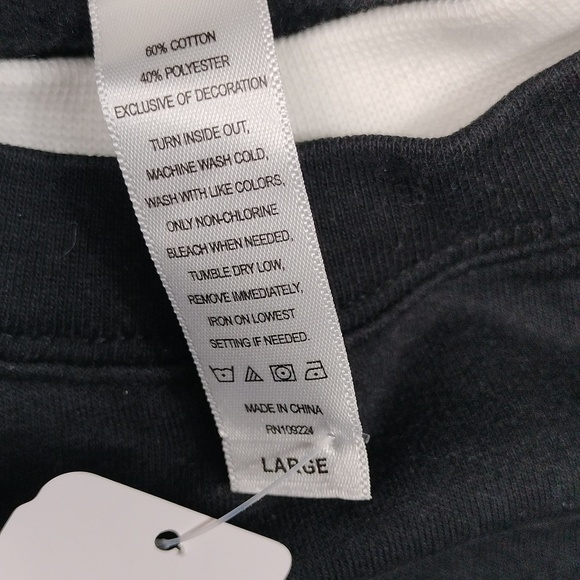 60% COTTON
40% POLYESTER
EXCLUSIVE OF DECORATION
TURN INSIDE OUT,
MACHINE WASH COLD,
WASH WITH LIKE COLORS,
ONLY NON-CHLORINE
BLEACH WHEN NEEDED,
TUMBLE DRY LOW,
REMOVE IMMEDIATELY,
IRON ON LOWEST
SETTING IF NEEDED.
MADE IN CHINA
RN109224
LARGE